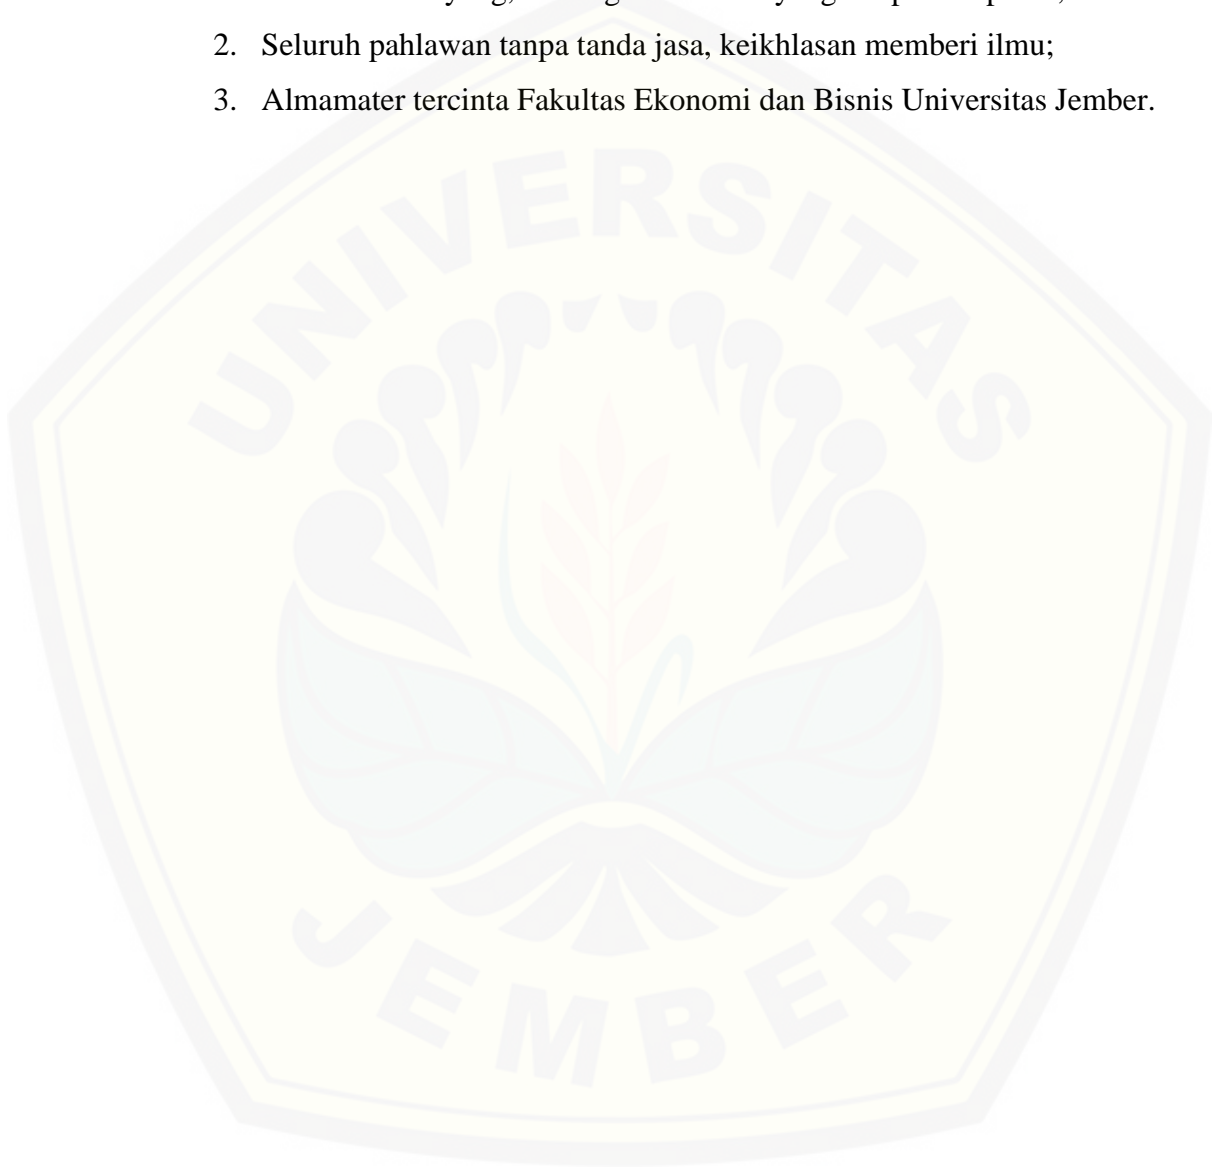 2. Seluruh pahlawan tanpa tanda jasa, keikhlasan memberi ilmu;
3. Almamater tercinta Fakultas Ekonomi dan Bisnis Universitas Jember.
UNIVERSITAS
JEMBER